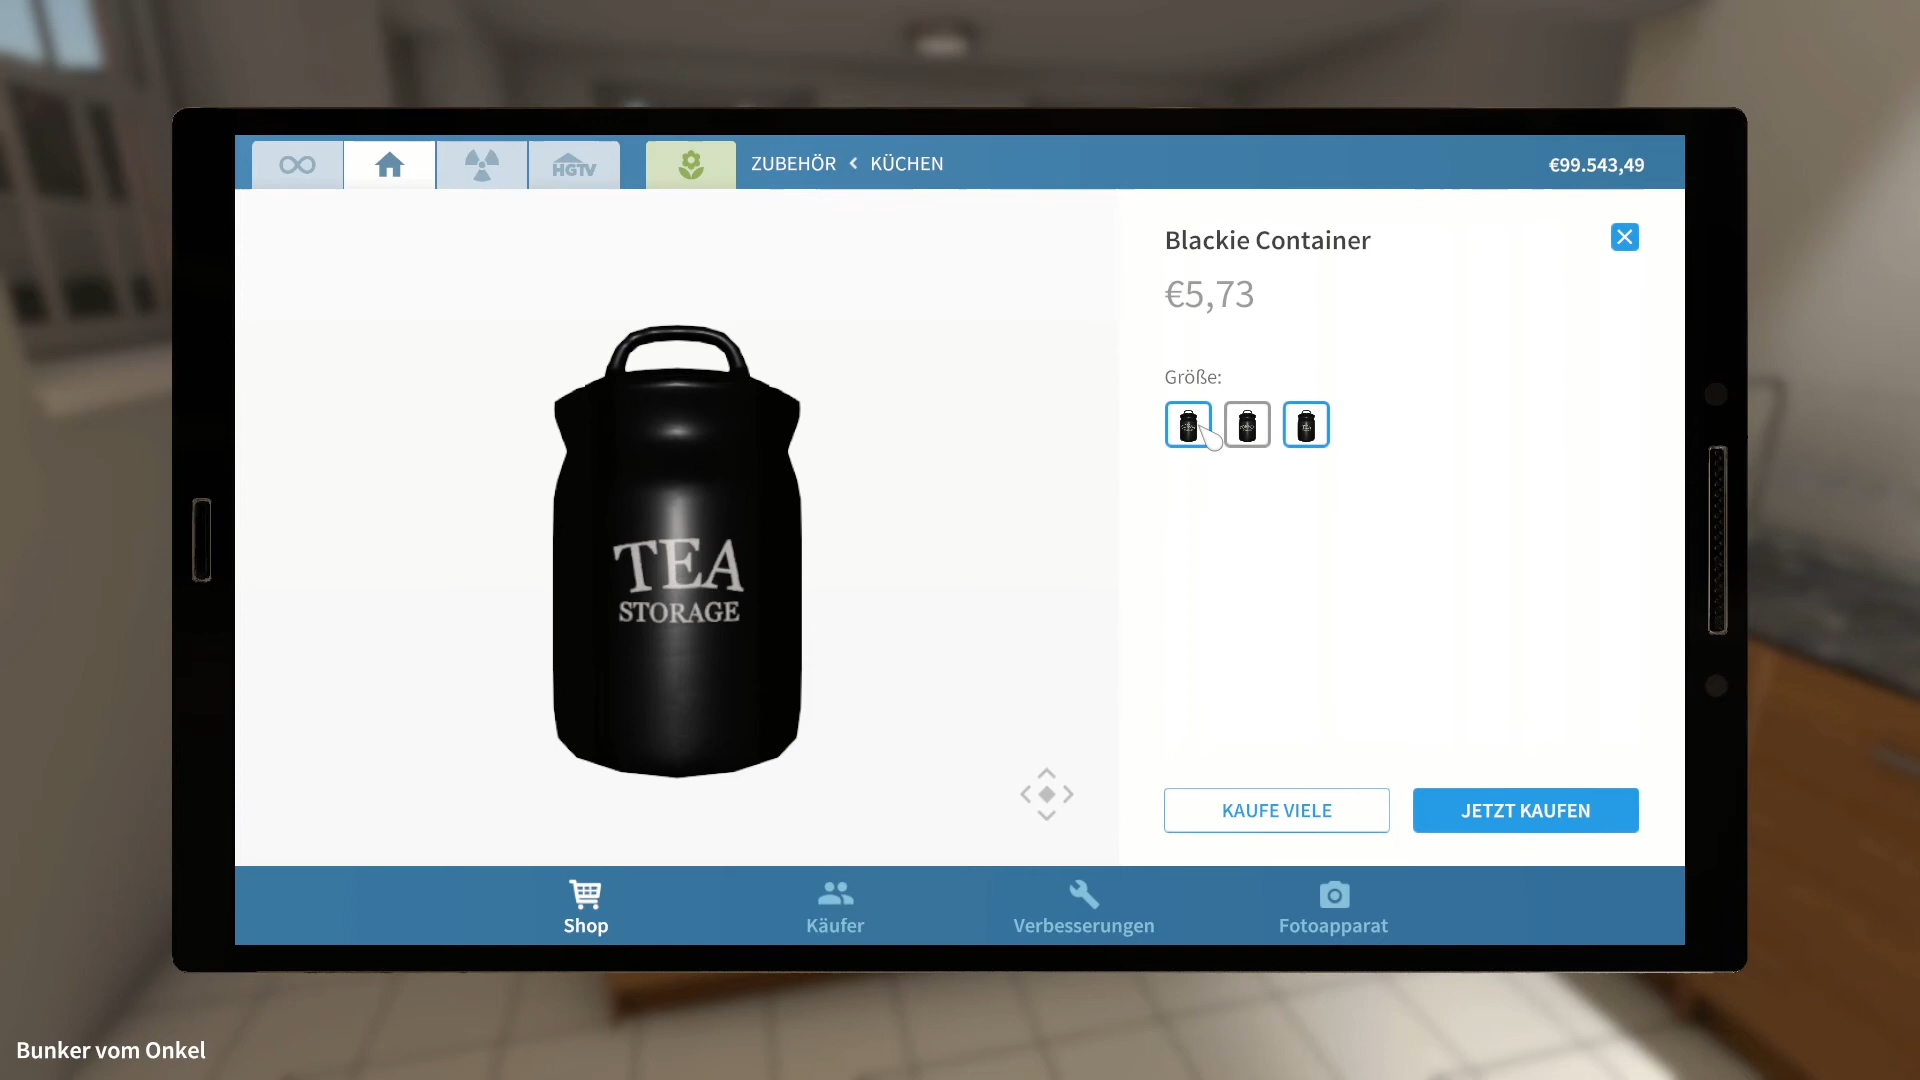 HGTV
ZUBEHÖR < KÜCHEN
€99.543,49
Blackie Container
€5,73
Größe:
TEA
STORAGE
KAUFE VIELE
JETZT KAUFEN
Shop
Käufer
Verbesserungen
Fotoapparat
Bunker vom Onkel